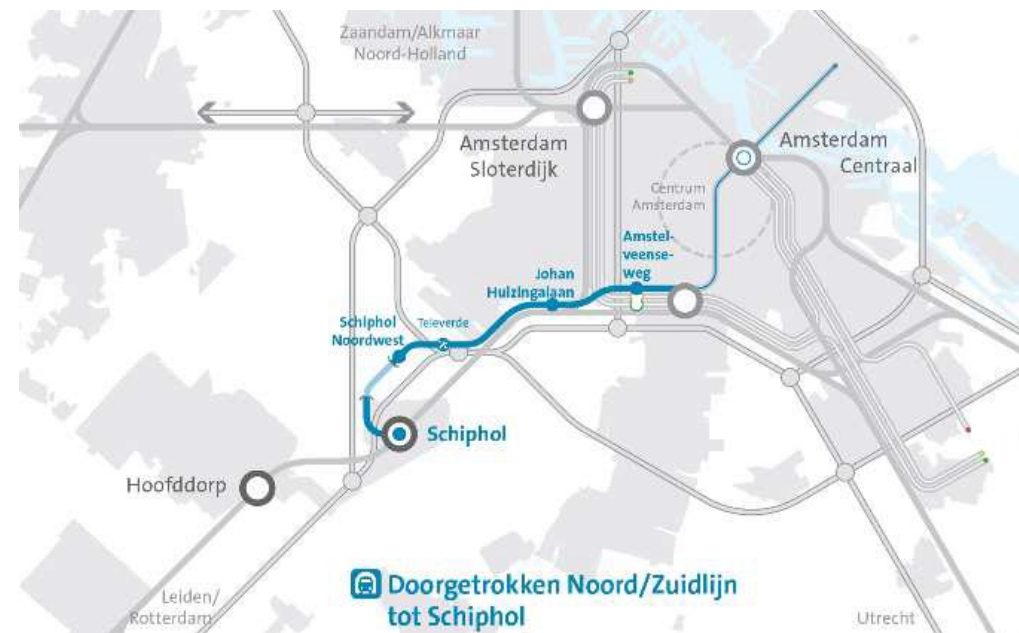 Zaandam/Alkmaar
Noord-Holland
Amsterdam
Sloterdijk
Amsterdam
Centraal
Centrum
Amsterdam
Amstel-
veense-
weg
Johan
Huizingalaan
Televerde
Schiphol
Noordwest
Schiphol
Hoofddorp
Doorgetrokken Noord/Zuidlijn
tot Schiphol
Leiden/
Rotterdam
Utrecht